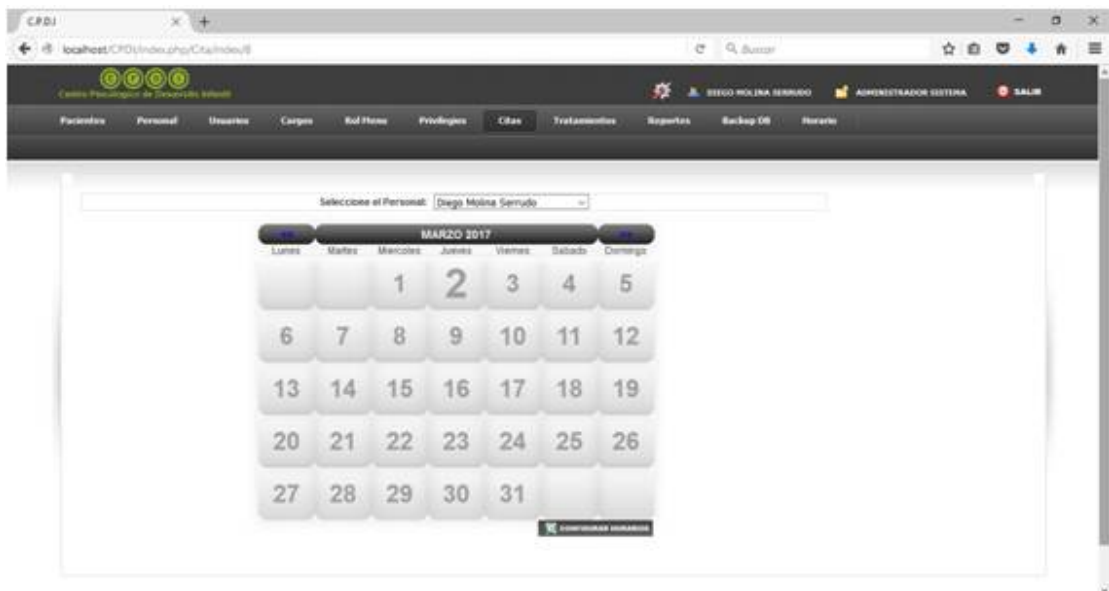 C.P.D.I
localhost/CPDI/index.php/Cita/index/8
Buscar
CPDI
Centro Psicologico de Desarrollo Infantil
DIEGO MOLINA SERRUDO
ADMINISTRADOR SISTEMA
SALIR
Pacientes Personal Usuarios Cargos Rol Menu Privilegios Citas Tratamientos Reportes Backup DB Horario
Seleccione el Personal: Diego Molina Serrudo
<< MARZO 2017 >>
Lunes Martes Miercoles Jueves Viernes Sabado Domingo
1 2 3 4 5
6 7 8 9 10 11 12
13 14 15 16 17 18 19
20 21 22 23 24 25 26
27 28 29 30 31
CONFIGURAR HORARIOS